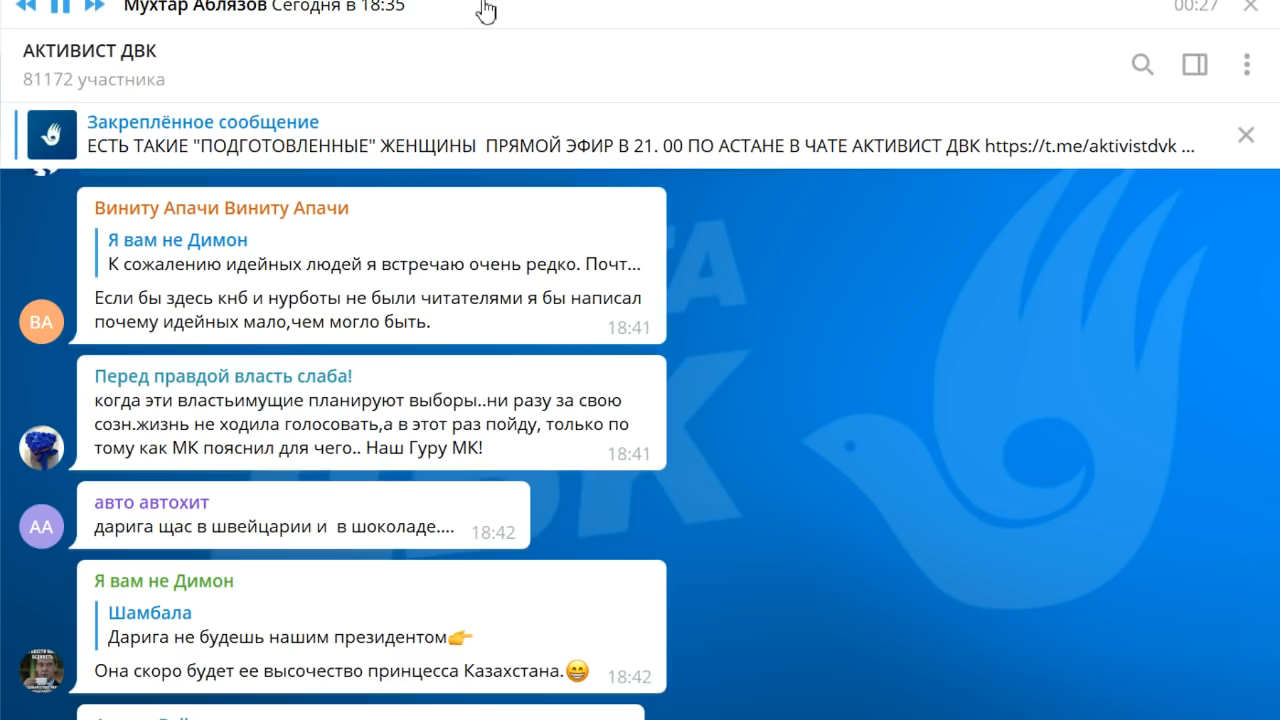 Мухтар Аблязов Сегодня в 18:35
00:27
АКТИВИСТ ДВК
81172 участника
Закреплённое сообщение
ЕСТЬ ТАКИЕ "ПОДГОТОВЛЕННЫЕ" ЖЕНЩИНЫ ПРЯМОЙ ЭФИР В 21. 00 ПО АСТАНЕ В ЧАТЕ АКТИВИСТ ДВК https://t.me/aktivistdvk ...
Виниту Апачи Виниту Апачи
Я вам не Димон
К сожалению идейных людей я встречаю очень редко. Почт...
Если бы здесь кнб и нурботы не были читателями я бы написал
почему идейных мало,чем могло быть.
ВА
18:41
Перед правдой власть слаба!
когда эти властьимущие планируют выборы..ни разу за свою
созн.жизнь не ходила голосовать,а в этот раз пойду, только по
тому как МК пояснил для чего.. Наш Гуру МК!
18:41
авто автохит
АА
дарига щас в швейцарии и в шоколаде....
18:42
Я вам не Димон
Шамбала
Дарига не будешь нашим президентом👉
Она скоро будет ее высочество принцесса Казахстана.😁
18:42